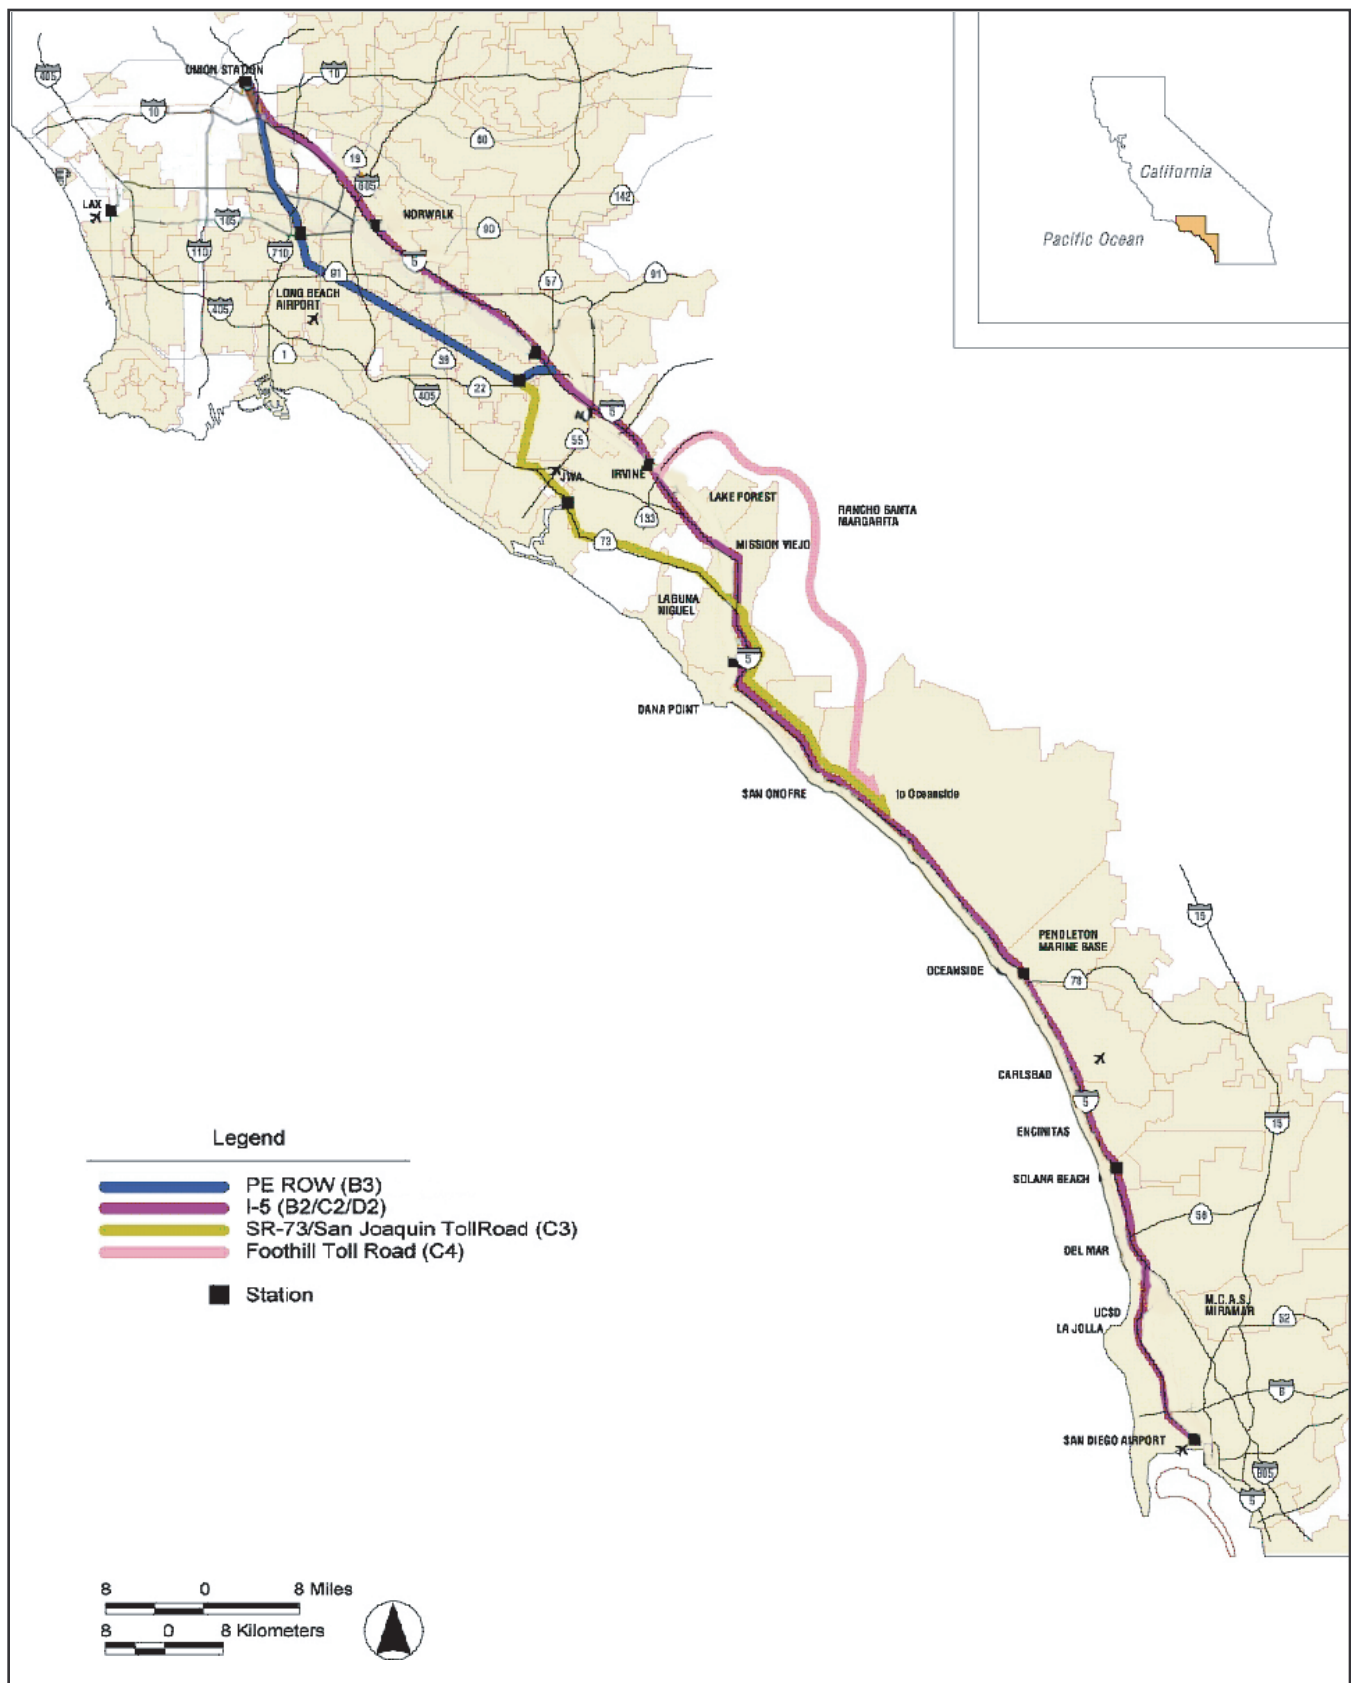 UNION STATION
405
10
10
19
60
605
142
LAX
NORWALK
105
90
110
710
5
91
57
91
LONG BEACH
AIRPORT
405
1
39
22
405
5
55
JWA
IRVINE
133
LAKE FOREST
RANCHO SANTA
MARGARITA
73
MISSION VIEJO
LAGUNA
NIGUEL
5
DANA POINT
SAN ONOFRE
to Oceanside
California
Pacific Ocean
15
PENDLETON
MARINE BASE
OCEANSIDE
78
CARLSBAD
5
15
ENCINITAS
SOLANA BEACH
56
DEL MAR
M.C.A.S.
MIRAMAR
UCSD
LA JOLLA
52
8
SAN DIEGO AIRPORT
805
5
Legend
PE ROW (B3)
I-5 (B2/C2/D2)
SR-73/San Joaquin TollRoad (C3)
Foothill Toll Road (C4)
Station
8 0 8 Miles
8 0 8 Kilometers